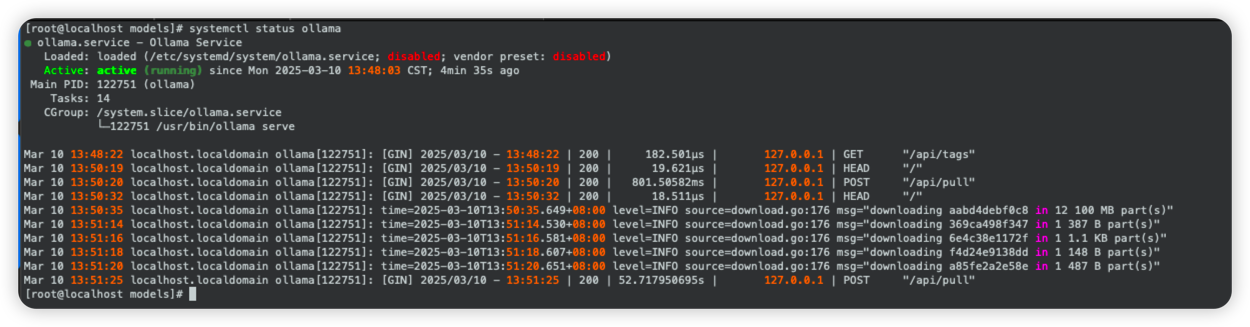 [root@localhost models]# systemctl status ollama
● ollama.service – Ollama Service
Loaded: loaded (/etc/systemd/system/ollama.service; disabled; vendor preset: disabled)
Active: active (running) since Mon 2025-03-10 13:48:03 CST; 4min 35s ago
Main PID: 122751 (ollama)
Tasks: 14
CGroup: /system.slice/ollama.service
└─122751 /usr/bin/ollama serve
Mar 10 13:48:22 localhost.localdomain ollama[122751]: [GIN] 2025/03/10 – 13:48:22 | 200 | 182.501µs | 127.0.0.1 | GET "/api/tags"
Mar 10 13:50:19 localhost.localdomain ollama[122751]: [GIN] 2025/03/10 – 13:50:19 | 200 | 19.621µs | 127.0.0.1 | HEAD "/"
Mar 10 13:50:20 localhost.localdomain ollama[122751]: [GIN] 2025/03/10 – 13:50:20 | 200 | 801.50582ms | 127.0.0.1 | POST "/api/pull"
Mar 10 13:50:32 localhost.localdomain ollama[122751]: [GIN] 2025/03/10 – 13:50:32 | 200 | 18.511µs | 127.0.0.1 | HEAD "/"
Mar 10 13:50:35 localhost.localdomain ollama[122751]: time=2025-03-10T13:50:35.649+08:00 level=INFO source=download.go:176 msg="downloading aabd4debf0c8 in 12 100 MB part(s)"
Mar 10 13:51:14 localhost.localdomain ollama[122751]: time=2025-03-10T13:51:14.530+08:00 level=INFO source=download.go:176 msg="downloading 369ca498f347 in 1 387 B part(s)"
Mar 10 13:51:16 localhost.localdomain ollama[122751]: time=2025-03-10T13:51:16.581+08:00 level=INFO source=download.go:176 msg="downloading 6e4c38e1172f in 1 1.1 KB part(s)"
Mar 10 13:51:18 localhost.localdomain ollama[122751]: time=2025-03-10T13:51:18.607+08:00 level=INFO source=download.go:176 msg="downloading f4d24e9138dd in 1 148 B part(s)"
Mar 10 13:51:20 localhost.localdomain ollama[122751]: time=2025-03-10T13:51:20.651+08:00 level=INFO source=download.go:176 msg="downloading a85fe2a2e58e in 1 487 B part(s)"
Mar 10 13:51:25 localhost.localdomain ollama[122751]: [GIN] 2025/03/10 – 13:51:25 | 200 | 52.717950695s | 127.0.0.1 | POST "/api/pull"
[root@localhost models]#